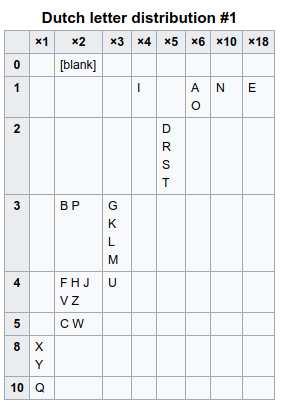 Dutch letter distribution #1
×1 ×2 ×3 ×4 ×5 ×6 ×10 ×18
0 [blank]
1 I A N E
O
2 D
R
S
T
3 B P G
K
L
M
4 F H J U
V Z
5 C W
8 X
Y
10 Q